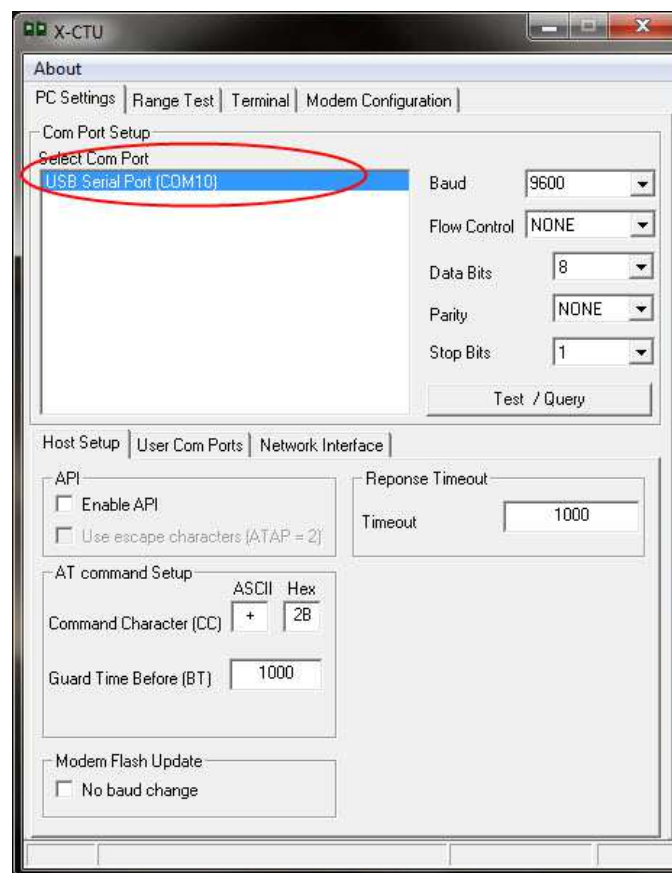 X-CTU
About
PC Settings Range Test Terminal Modem Configuration
Com Port Setup
Select Com Port
USB Serial Port (COM10)
Baud 9600
Flow Control NONE
Data Bits 8
Parity NONE
Stop Bits 1
Test / Query
Host Setup User Com Ports Network Interface
API
Enable API
Use escape characters (ATAP = 2)
Reponse Timeout
Timeout 1000
AT command Setup
ASCII Hex
Command Character (CC) + 2B
Guard Time Before (BT) 1000
Modem Flash Update
No baud change